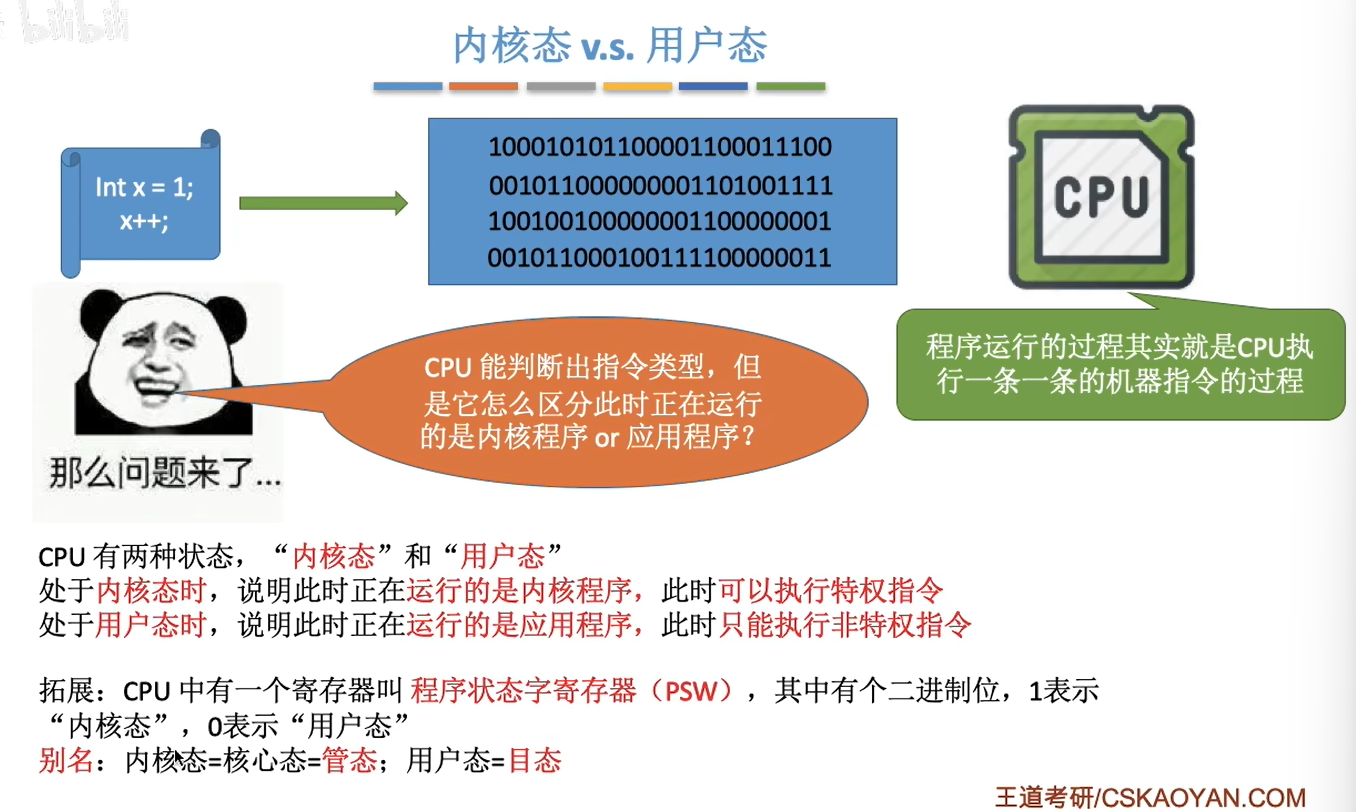 bilibili
内核态 v.s. 用户态
Int x = 1;
x++;
100010101100001100011100
001011000000001101001111
100100100000001100000001
001011000100111100000011
CPU
程序运行的过程其实就是CPU执
行一条一条的机器指令的过程
CPU 能判断出指令类型，但
是它怎么区分此时正在运行
的是内核程序 or 应用程序？
那么问题来了...
CPU 有两种状态，“内核态”和“用户态”
处于内核态时，说明此时正在运行的是内核程序，此时可以执行特权指令
处于用户态时，说明此时正在运行的是应用程序，此时只能执行非特权指令
拓展：CPU 中有一个寄存器叫 程序状态字寄存器（PSW），其中有个二进制位，1表示
“内核态”，0表示“用户态”
别名：内核态=核心态=管态；用户态=目态
王道考研/CSKAOYAN.COM